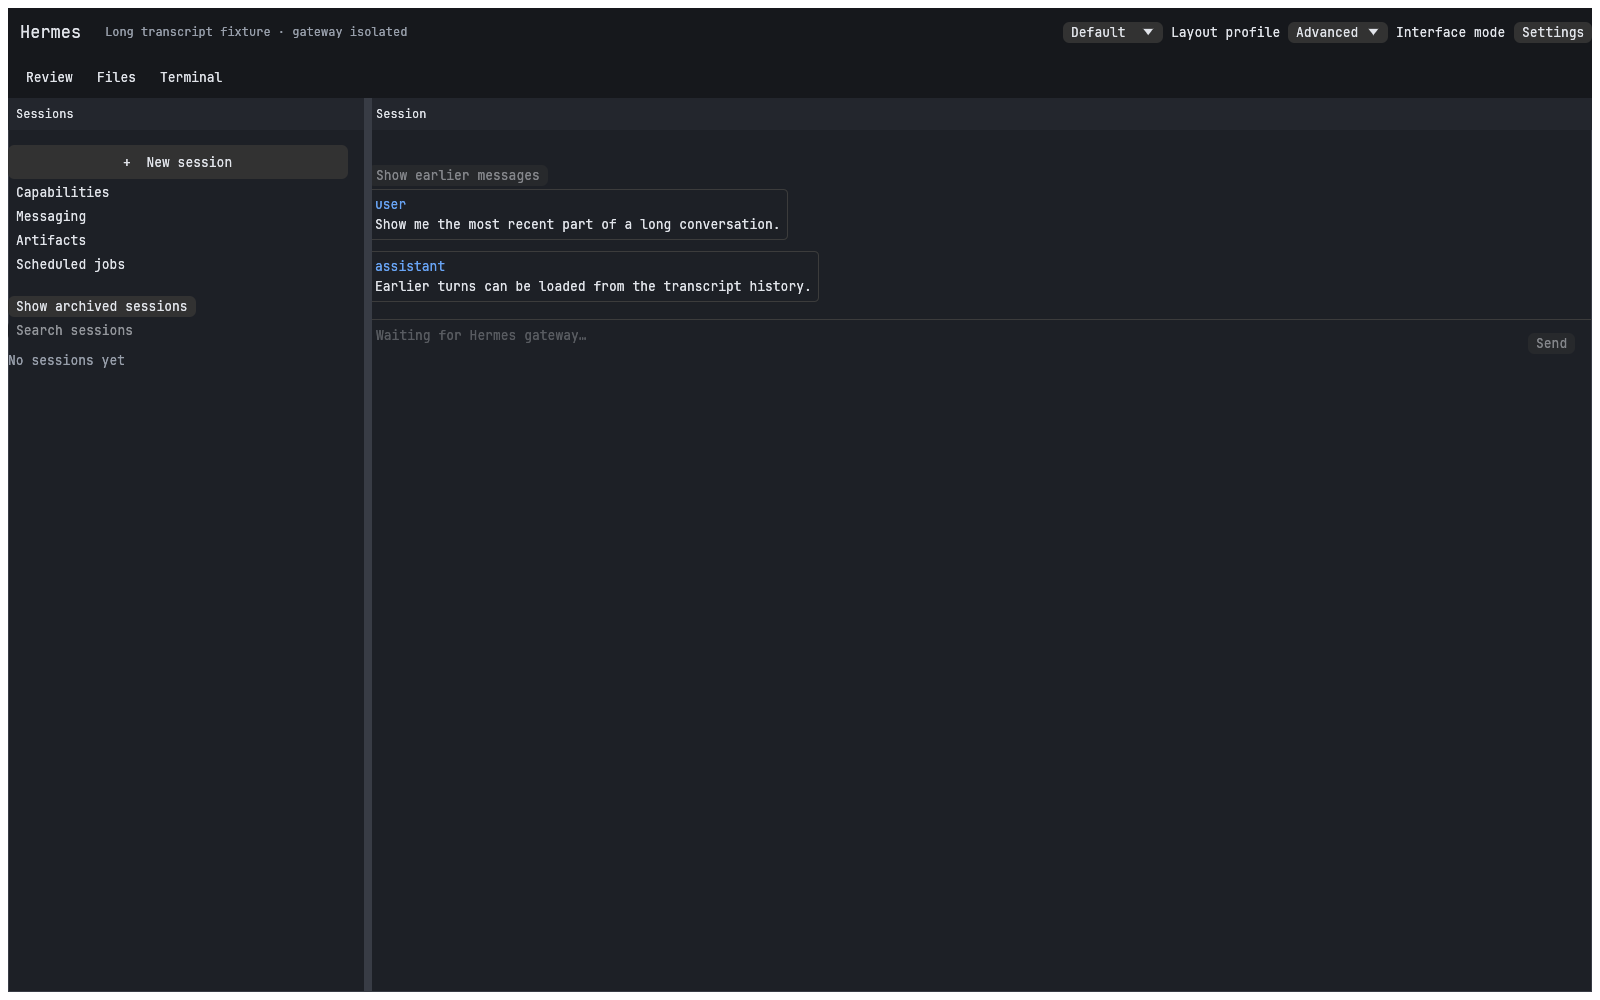 Hermes
Long transcript fixture · gateway isolated
Default
Layout profile
Advanced
Interface mode
Settings
Review
Files
Terminal
Sessions
+ New session
Capabilities
Messaging
Artifacts
Scheduled jobs
Show archived sessions
Search sessions
No sessions yet
Session
Show earlier messages
user
Show me the most recent part of a long conversation.
assistant
Earlier turns can be loaded from the transcript history.
Waiting for Hermes gateway…
Send